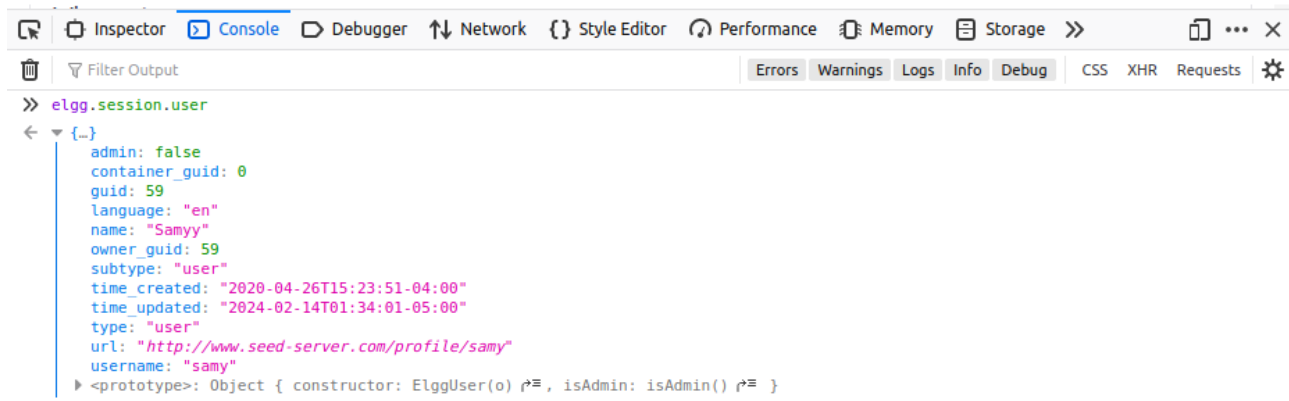 Inspector Console Debugger Network {} Style Editor Performance Memory Storage
Filter Output Errors Warnings Logs Info Debug CSS XHR Requests
elgg.session.user
{…}
admin: false
container_guid: 0
guid: 59
language: "en"
name: "Samyy"
owner_guid: 59
subtype: "user"
time_created: "2020-04-26T15:23:51-04:00"
time_updated: "2024-02-14T01:34:01-05:00"
type: "user"
url: "http://www.seed-server.com/profile/samy"
username: "samy"
<prototype>: Object { constructor: ElggUser(o), isAdmin: isAdmin() }